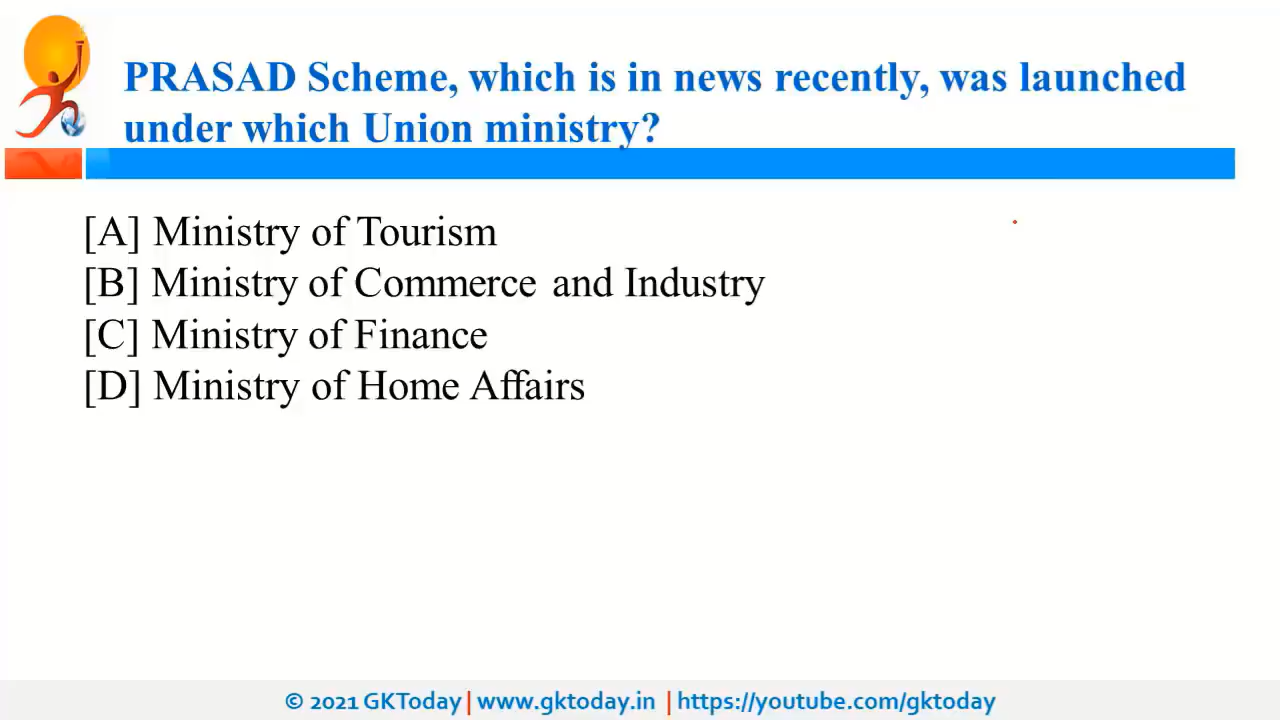 PRASAD Scheme, which is in news recently, was launched
under which Union ministry?
[A] Ministry of Tourism
[B] Ministry of Commerce and Industry
[C] Ministry of Finance
[D] Ministry of Home Affairs
© 2021 GKToday | www.gktoday.in | https://youtube.com/gktoday